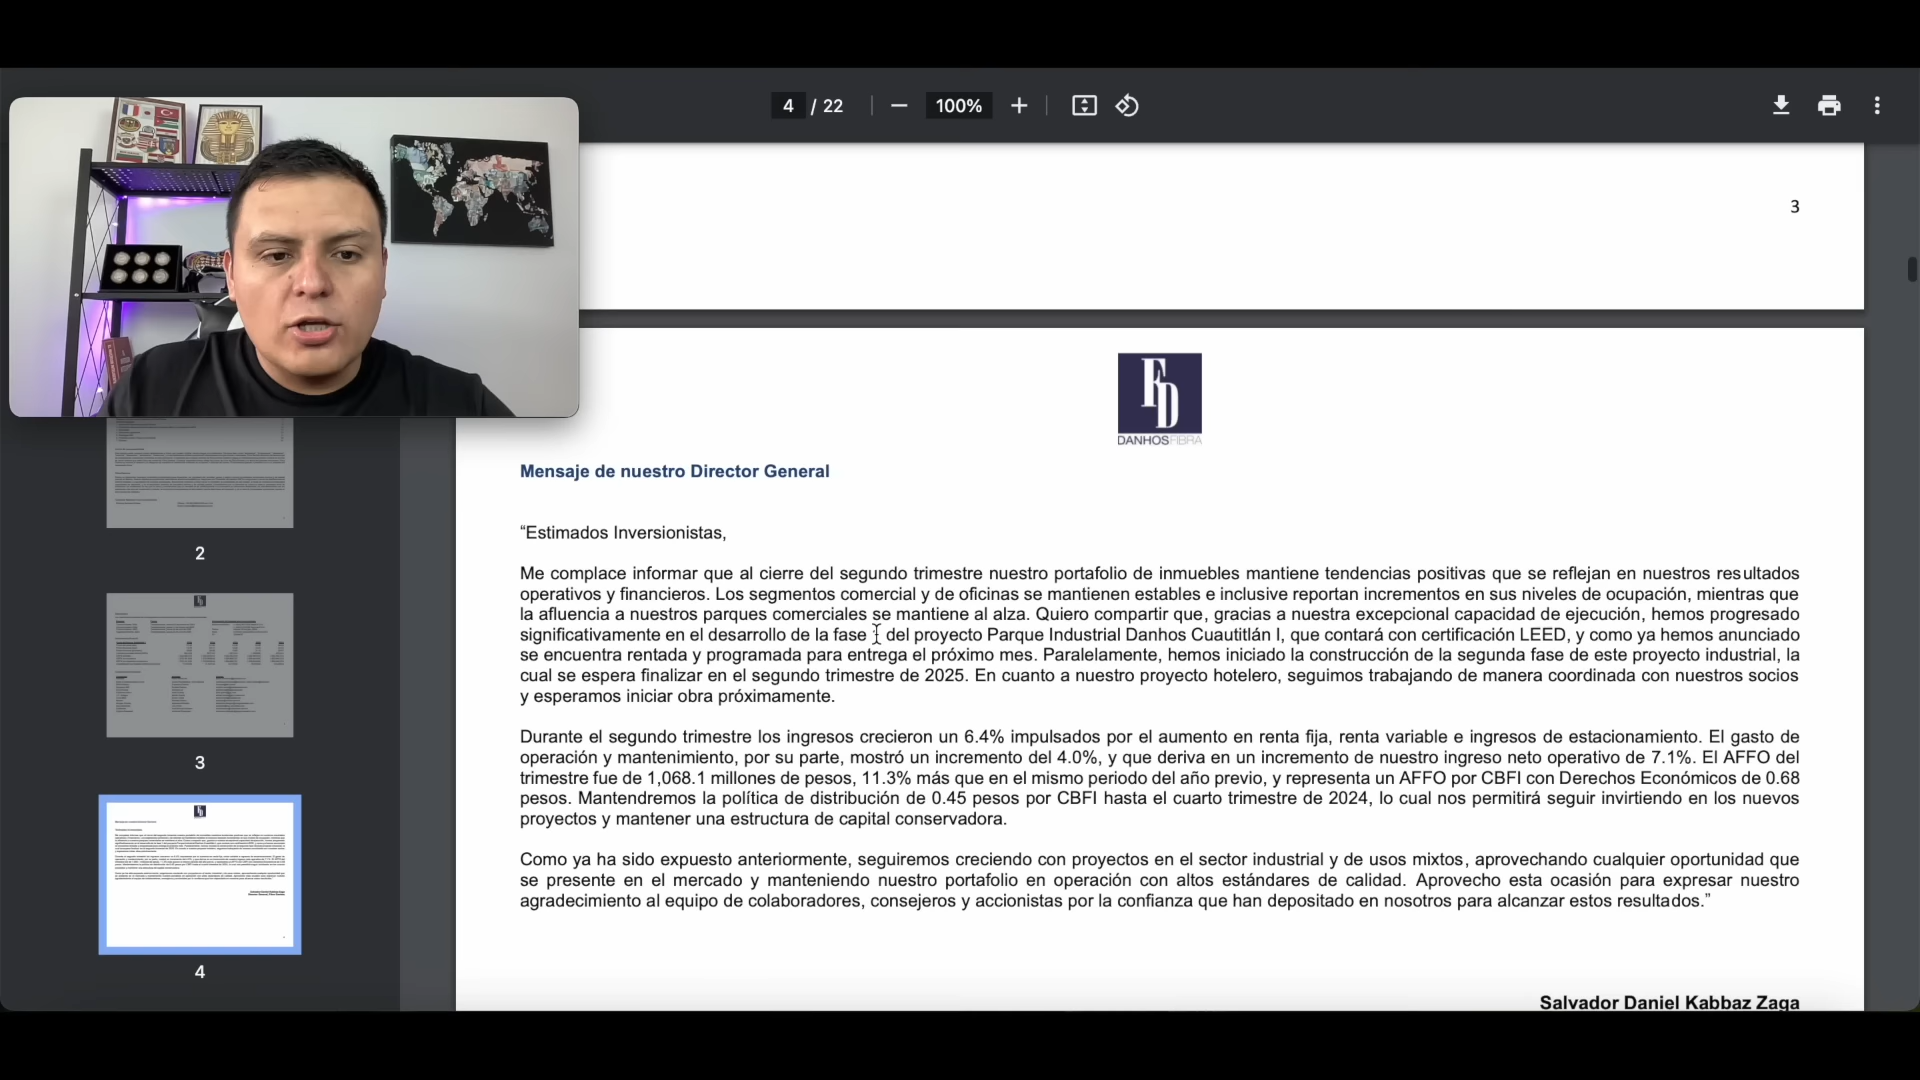 4 / 22
100%
3
DANHOSFIBRA
Mensaje de nuestro Director General
“Estimados Inversionistas,
Me complace informar que al cierre del segundo trimestre nuestro portafolio de inmuebles mantiene tendencias positivas que se reflejan en nuestros resultados
operativos y financieros. Los segmentos comercial y de oficinas se mantienen estables e inclusive reportan incrementos en sus niveles de ocupación, mientras que
la afluencia a nuestros parques comerciales se mantiene al alza. Quiero compartir que, gracias a nuestra excepcional capacidad de ejecución, hemos progresado
significativamente en el desarrollo de la fase del proyecto Parque Industrial Danhos Cuautitlán I, que contará con certificación LEED, y como ya hemos anunciado
se encuentra rentada y programada para entrega el próximo mes. Paralelamente, hemos iniciado la construcción de la segunda fase de este proyecto industrial, la
cual se espera finalizar en el segundo trimestre de 2025. En cuanto a nuestro proyecto hotelero, seguimos trabajando de manera coordinada con nuestros socios
y esperamos iniciar obra próximamente.
Durante el segundo trimestre los ingresos crecieron un 6.4% impulsados por el aumento en renta fija, renta variable e ingresos de estacionamiento. El gasto de
operación y mantenimiento, por su parte, mostró un incremento del 4.0%, y que deriva en un incremento de nuestro ingreso neto operativo de 7.1%. El AFFO del
trimestre fue de 1,068.1 millones de pesos, 11.3% más que en el mismo periodo del año previo, y representa un AFFO por CBFI con Derechos Económicos de 0.68
pesos. Mantendremos la política de distribución de 0.45 pesos por CBFI hasta el cuarto trimestre de 2024, lo cual nos permitirá seguir invirtiendo en los nuevos
proyectos y mantener una estructura de capital conservadora.
Como ya ha sido expuesto anteriormente, seguiremos creciendo con proyectos en el sector industrial y de usos mixtos, aprovechando cualquier oportunidad que
se presente en el mercado y manteniendo nuestro portafolio en operación con altos estándares de calidad. Aprovecho esta ocasión para expresar nuestro
agradecimiento al equipo de colaboradores, consejeros y accionistas por la confianza que han depositado en nosotros para alcanzar estos resultados.”
Salvador Daniel Kabbaz Zaga
2
3
4